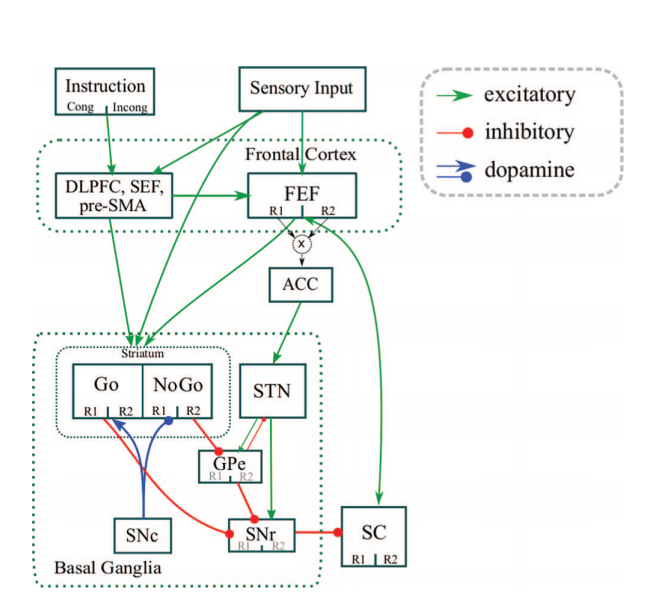 Instruction
Cong Incong
Sensory Input
excitatory
inhibitory
dopamine
Frontal Cortex
DLPFC, SEF,
pre-SMA
FEF
R1 R2
x
ACC
Striatum
Go NoGo
R1 R2 R1 R2
STN
GPe
R1 R2
SNc
SNr
R1 R2
SC
R1 R2
Basal Ganglia